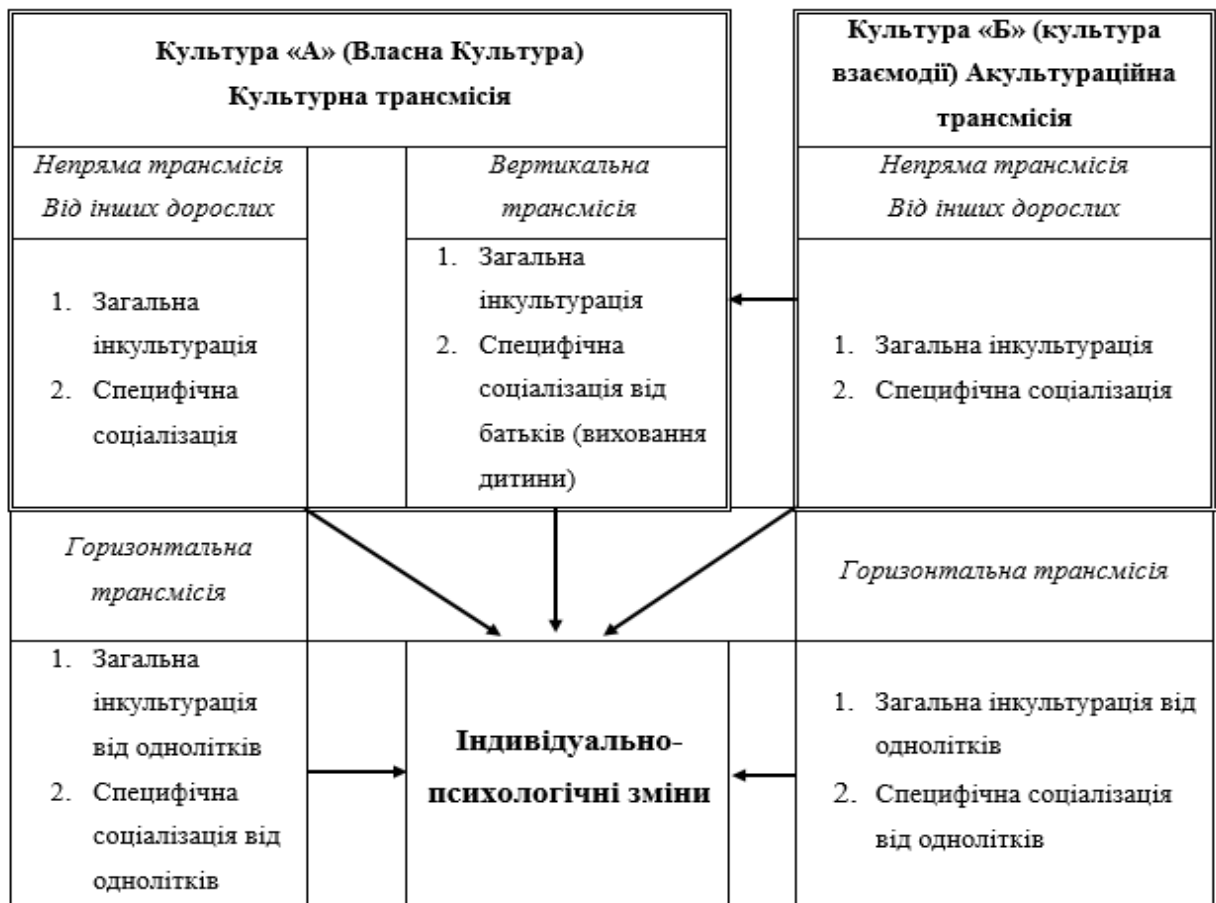 Культура «А» (Власна Культура)
Культурна трансмісія
Культура «Б» (культура
взаємодії) Акультураційна
трансмісія
Непряма трансмісія
Від інших дорослих
Вертикальна
трансмісія
Непряма трансмісія
Від інших дорослих
1. Загальна
інкультурація
2. Специфічна
соціалізація
1. Загальна
інкультурація
2. Специфічна
соціалізація від
батьків (виховання
дитини)
1. Загальна інкультурація
2. Специфічна соціалізація
Горизонтальна
трансмісія
Горизонтальна трансмісія
1. Загальна
інкультурація
від однолітків
2. Специфічна
соціалізація від
однолітків
Індивідуально-
психологічні зміни
1. Загальна інкультурація від
однолітків
2. Специфічна соціалізація
від однолітків